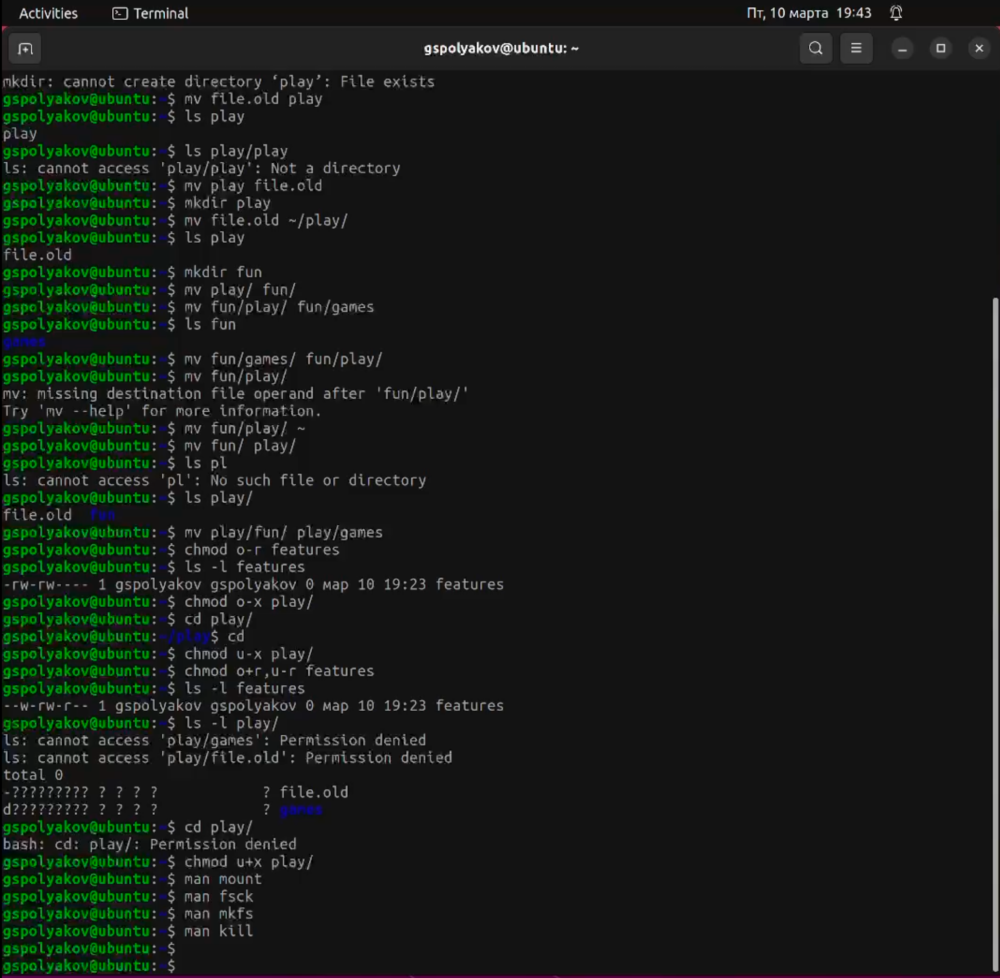 Activities Terminal Пт, 10 марта 19:43
gspolyakov@ubuntu: ~
mkdir: cannot create directory ‘play’: File exists
gspolyakov@ubuntu:~$ mv file.old play
gspolyakov@ubuntu:~$ ls play
play
gspolyakov@ubuntu:~$ ls play/play
ls: cannot access 'play/play': Not a directory
gspolyakov@ubuntu:~$ mv play file.old
gspolyakov@ubuntu:~$ mkdir play
gspolyakov@ubuntu:~$ mv file.old ~/play/
gspolyakov@ubuntu:~$ ls play
file.old
gspolyakov@ubuntu:~$ mkdir fun
gspolyakov@ubuntu:~$ mv play/ fun/
gspolyakov@ubuntu:~$ mv fun/play/ fun/games
gspolyakov@ubuntu:~$ ls fun
games
gspolyakov@ubuntu:~$ mv fun/games/ fun/play/
gspolyakov@ubuntu:~$ mv fun/play/
mv: missing destination file operand after 'fun/play/'
Try 'mv --help' for more information.
gspolyakov@ubuntu:~$ mv fun/play/ ~
gspolyakov@ubuntu:~$ mv fun/ play/
gspolyakov@ubuntu:~$ ls pl
ls: cannot access 'pl': No such file or directory
gspolyakov@ubuntu:~$ ls play/
file.old  fun
gspolyakov@ubuntu:~$ mv play/fun/ play/games
gspolyakov@ubuntu:~$ chmod o-r features
gspolyakov@ubuntu:~$ ls -l features
-rw-rw---- 1 gspolyakov gspolyakov 0 мар 10 19:23 features
gspolyakov@ubuntu:~$ chmod o-x play/
gspolyakov@ubuntu:~$ cd play/
gspolyakov@ubuntu:~/play$ cd
gspolyakov@ubuntu:~$ chmod u-x play/
gspolyakov@ubuntu:~$ chmod o+r,u-r features
gspolyakov@ubuntu:~$ ls -l features
--w-rw-r-- 1 gspolyakov gspolyakov 0 мар 10 19:23 features
gspolyakov@ubuntu:~$ ls -l play/
ls: cannot access 'play/games': Permission denied
ls: cannot access 'play/file.old': Permission denied
total 0
-????????? ? ? ? ?            ? file.old
d????????? ? ? ? ?            ? games
gspolyakov@ubuntu:~$ cd play/
bash: cd: play/: Permission denied
gspolyakov@ubuntu:~$ chmod u+x play/
gspolyakov@ubuntu:~$ man mount
gspolyakov@ubuntu:~$ man fsck
gspolyakov@ubuntu:~$ man mkfs
gspolyakov@ubuntu:~$ man kill
gspolyakov@ubuntu:~$
gspolyakov@ubuntu:~$